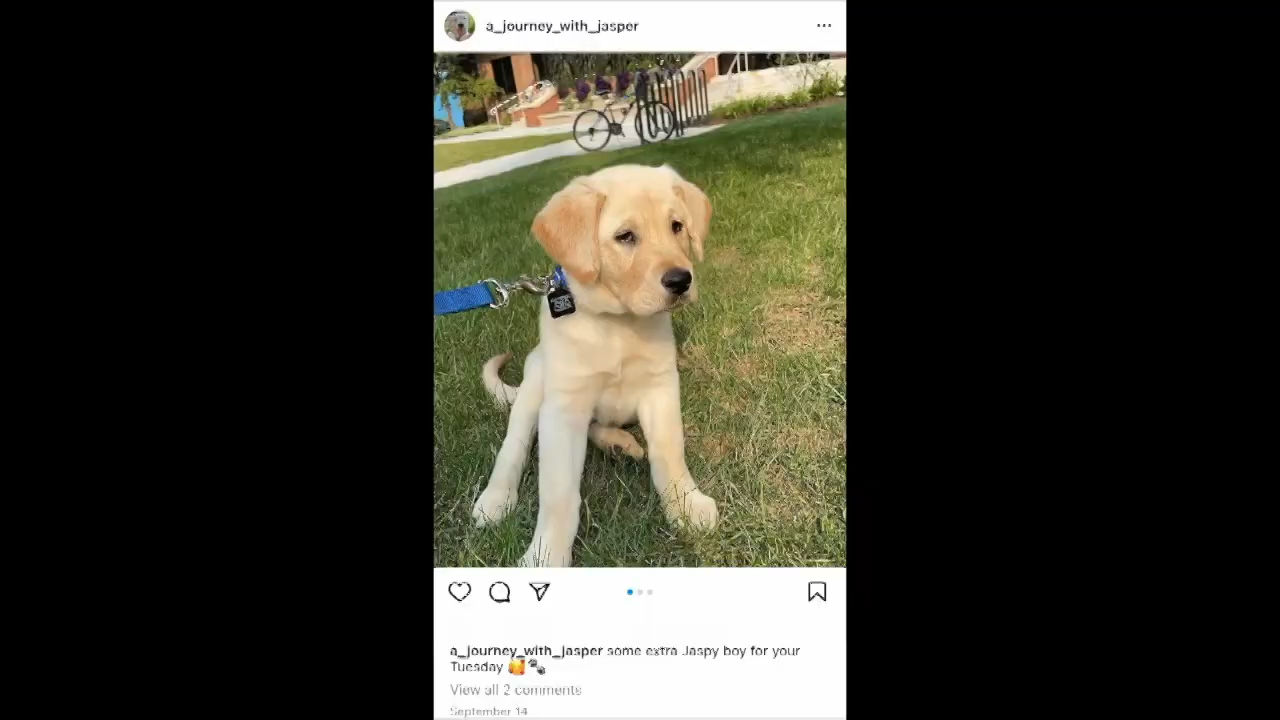 a_journey_with_jasper
a_journey_with_jasper some extra Jaspy boy for your
Tuesday 🥰🐾
View all 2 comments
September 14